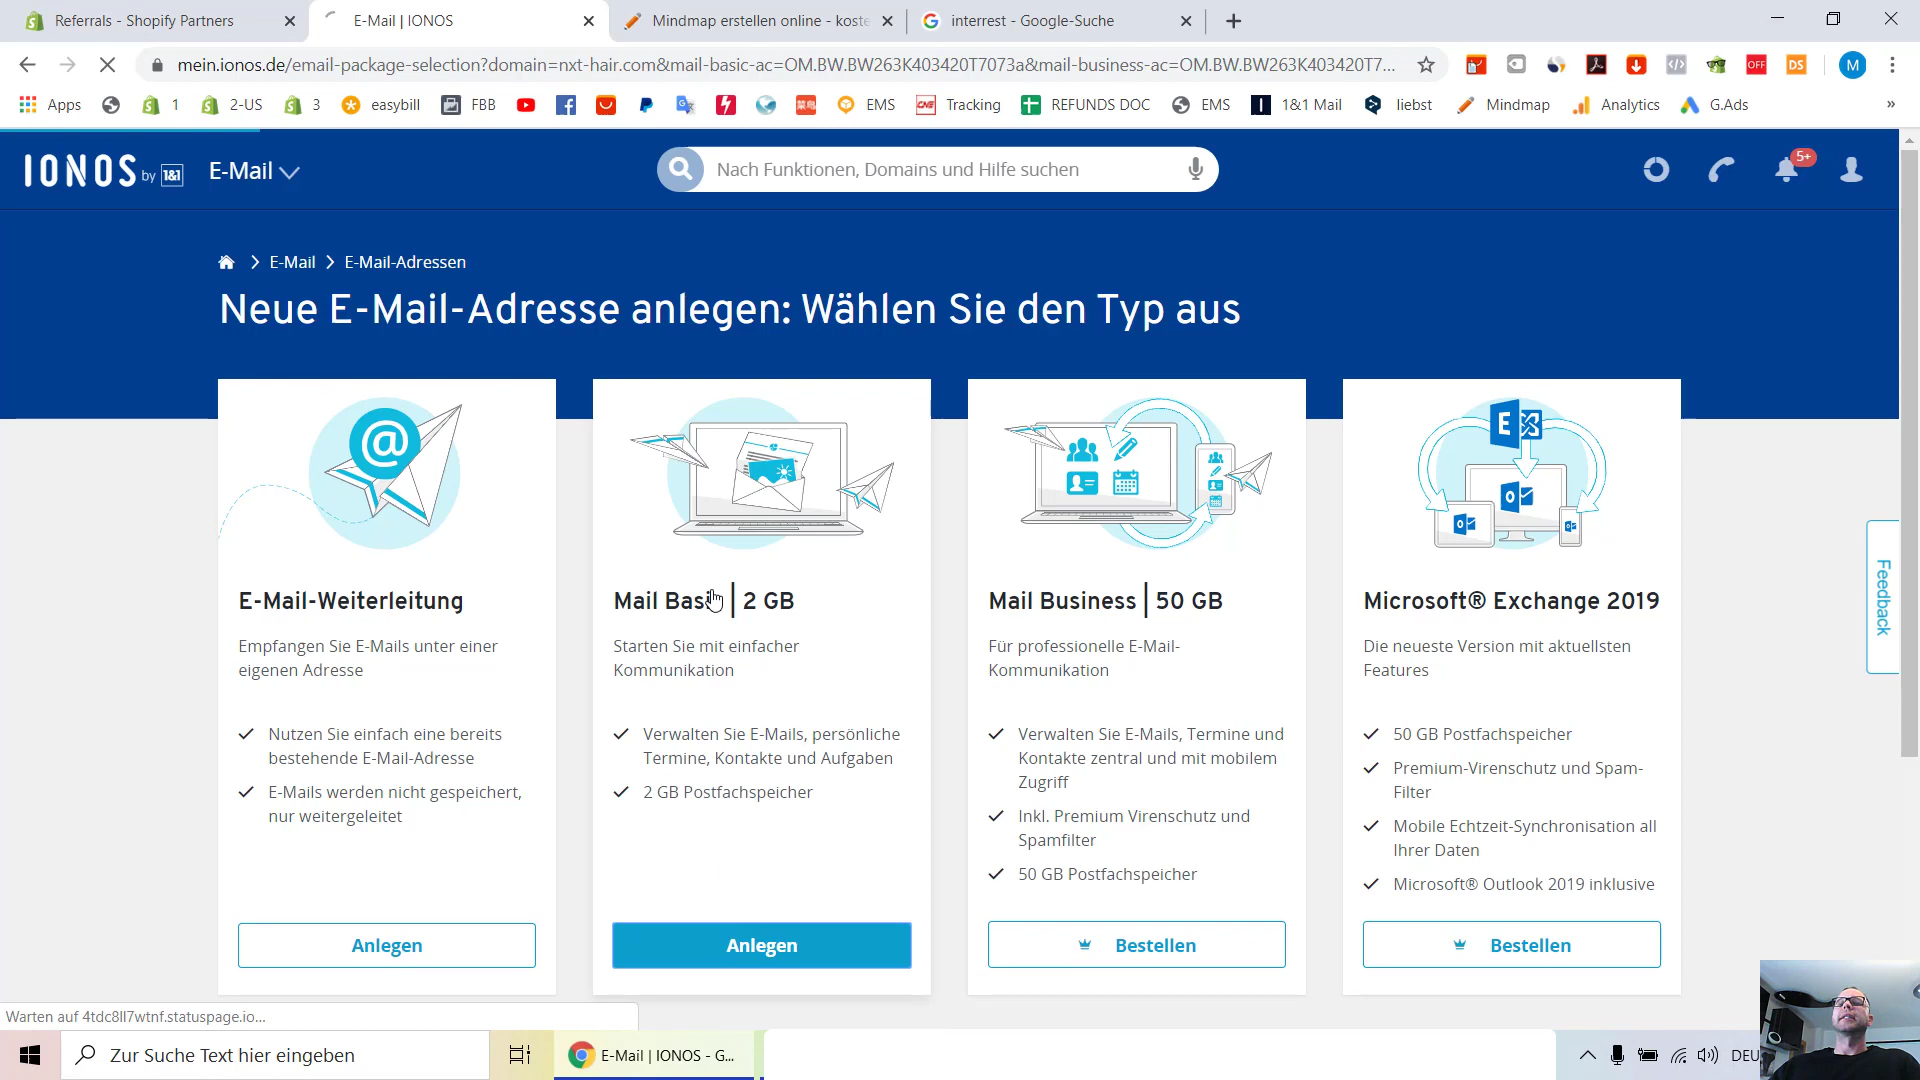 Referrals - Shopify Partners
E-Mail | IONOS
Mindmap erstellen online - koste
interrest - Google-Suche
mein.ionos.de/email-package-selection?domain=nxt-hair.com&mail-basic-ac=OM.BW.BW263K403420T7073a&mail-business-ac=OM.BW.BW263K403420T7...
OFF
DS
M
Apps
1
2-US
3
easybill
FBB
EMS
Tracking
REFUNDS DOC
EMS
1&1 Mail
liebst
Mindmap
Analytics
G.Ads
»
IONOS by 1&1
E-Mail
Nach Funktionen, Domains und Hilfe suchen
5+
E-Mail
E-Mail-Adressen
Neue E-Mail-Adresse anlegen: Wählen Sie den Typ aus
E-Mail-Weiterleitung
Empfangen Sie E-Mails unter einer
eigenen Adresse
Nutzen Sie einfach eine bereits
bestehende E-Mail-Adresse
E-Mails werden nicht gespeichert,
nur weitergeleitet
Anlegen
Mail Basic | 2 GB
Starten Sie mit einfacher
Kommunikation
Verwalten Sie E-Mails, persönliche
Termine, Kontakte und Aufgaben
2 GB Postfachspeicher
Anlegen
Mail Business | 50 GB
Für professionelle E-Mail-
Kommunikation
Verwalten Sie E-Mails, Termine und
Kontakte zentral und mit mobilem
Zugriff
Inkl. Premium Virenschutz und
Spamfilter
50 GB Postfachspeicher
Bestellen
Microsoft® Exchange 2019
Die neueste Version mit aktuellsten
Features
50 GB Postfachspeicher
Premium-Virenschutz und Spam-
Filter
Mobile Echtzeit-Synchronisation all
Ihrer Daten
Microsoft® Outlook 2019 inklusive
Bestellen
Feedback
Warten auf 4tdc8ll7wtnf.statuspage.io...
Zur Suche Text hier eingeben
E-Mail | IONOS - G...
DEU